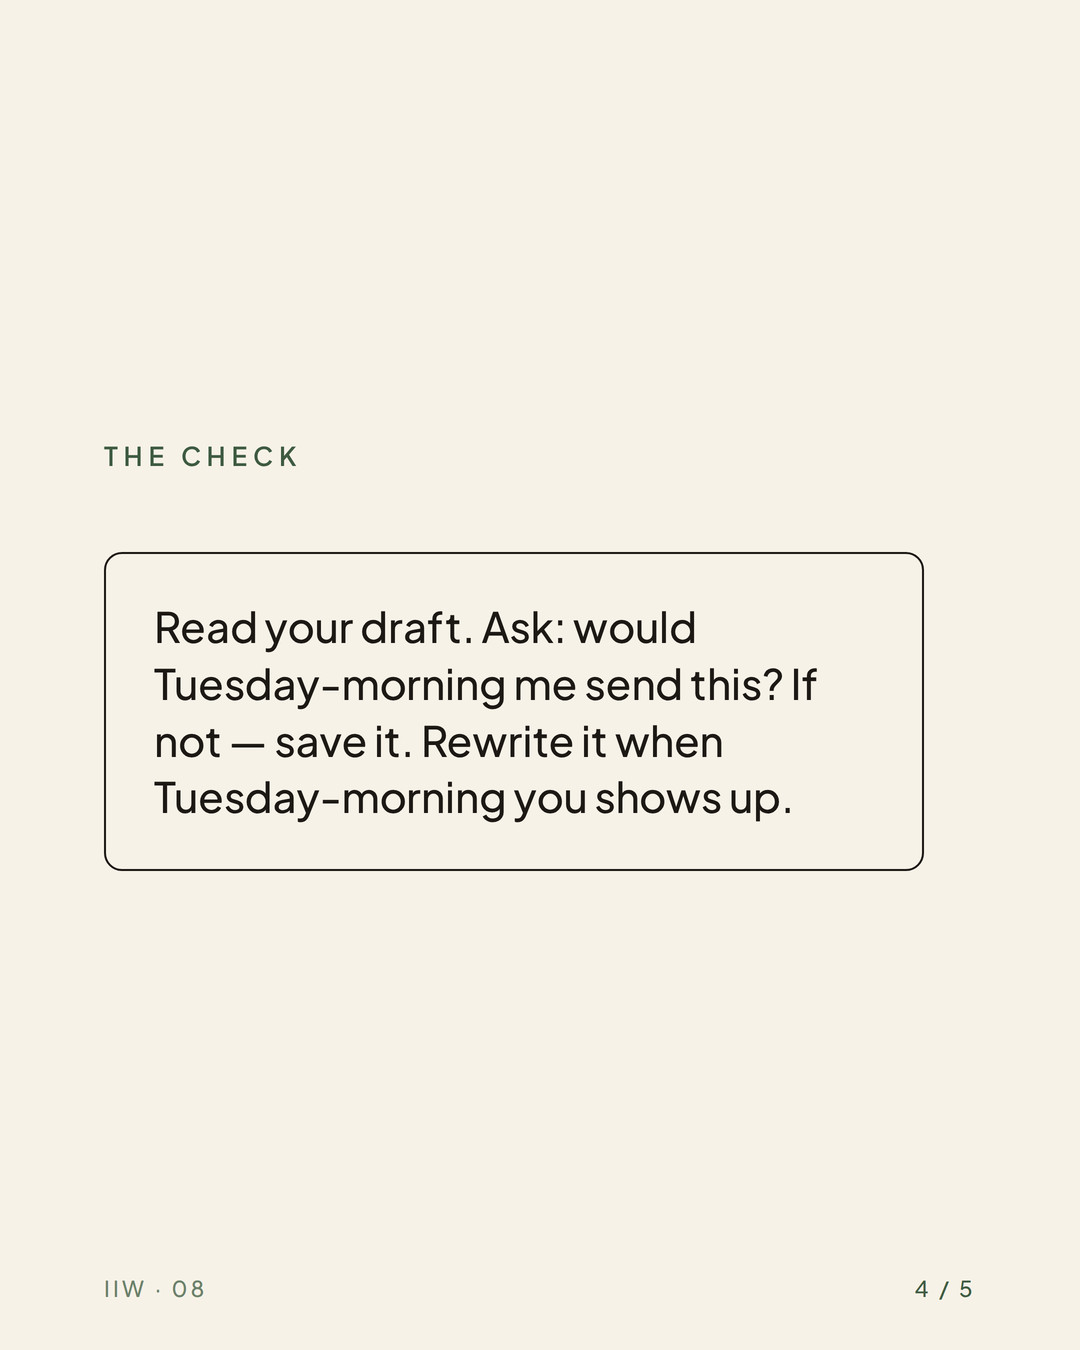 THE CHECK
Read your draft. Ask: would
Tuesday-morning me send this? If
not — save it. Rewrite it when
Tuesday-morning you shows up.
IIW · 08
4 / 5